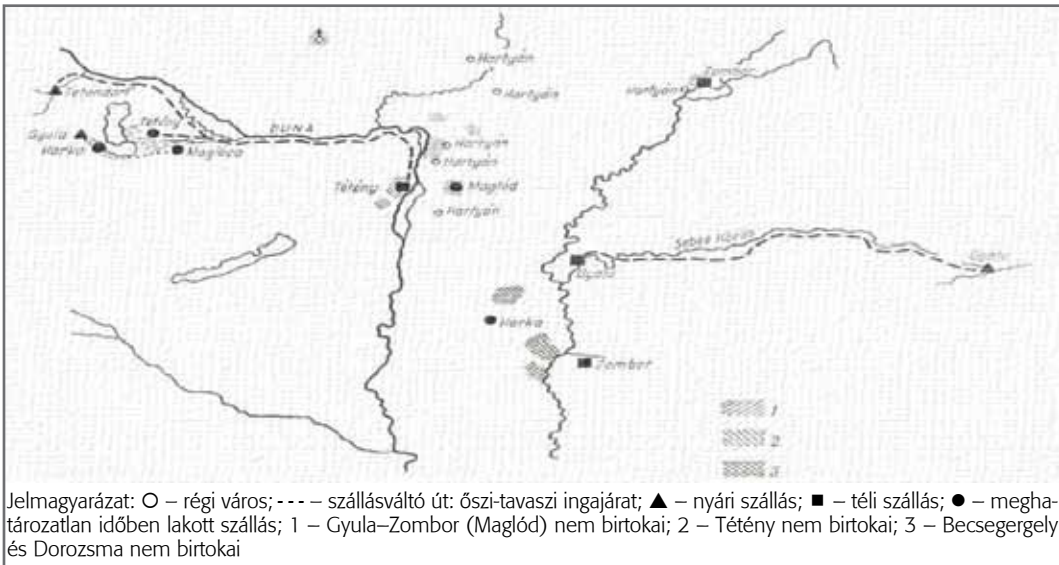 Hartyán
Hartyán
Zombor
Hartyán
Tetendorf
Gyula
Harka
Tétény
Maglóca
DUNA
Hartyán
Hartyán
Tétény
Maglód
Hartyán
Sebes Körös
Gyula
Gyula
Harka
Zombor
1
2
3
Jelmagyarázat: O – régi város; - - - – szállásváltó út: őszi-tavaszi ingajárat; ▲ – nyári szállás; ■ – téli szállás; ● – megha-
tározatlan időben lakott szállás; 1 – Gyula–Zombor (Maglód) nem birtokai; 2 – Tétény nem birtokai; 3 – Becsegergely
és Dorozsma nem birtokai